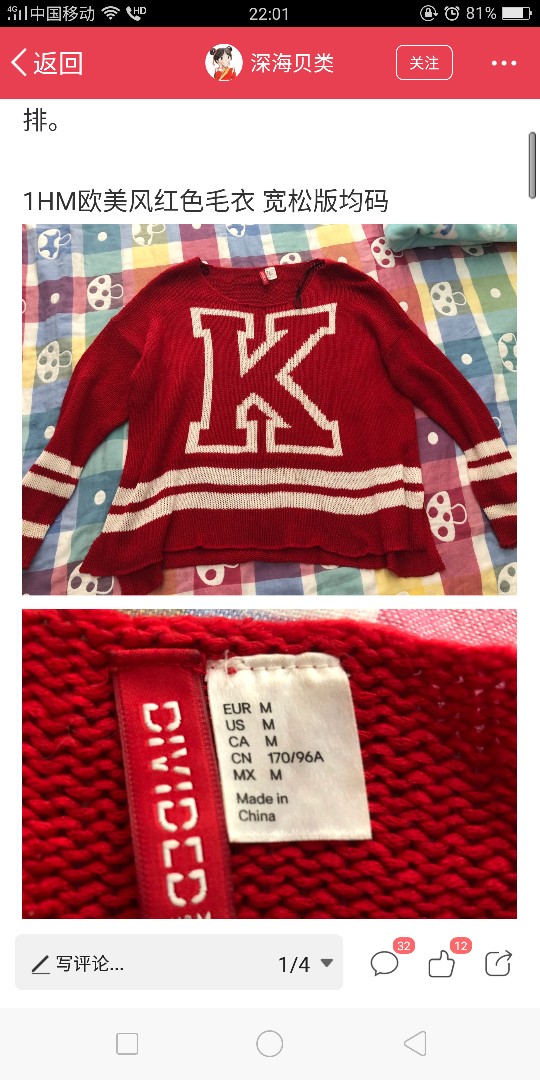 4G 中国移动 HD 22:01 81%
返回 深海贝类 关注
排。
1HM欧美风红色毛衣 宽松版均码
K
DIVIDED
EUR M
US M
CA M
CN 170/96A
MX M
Made in
China
写评论... 1/4 32 12